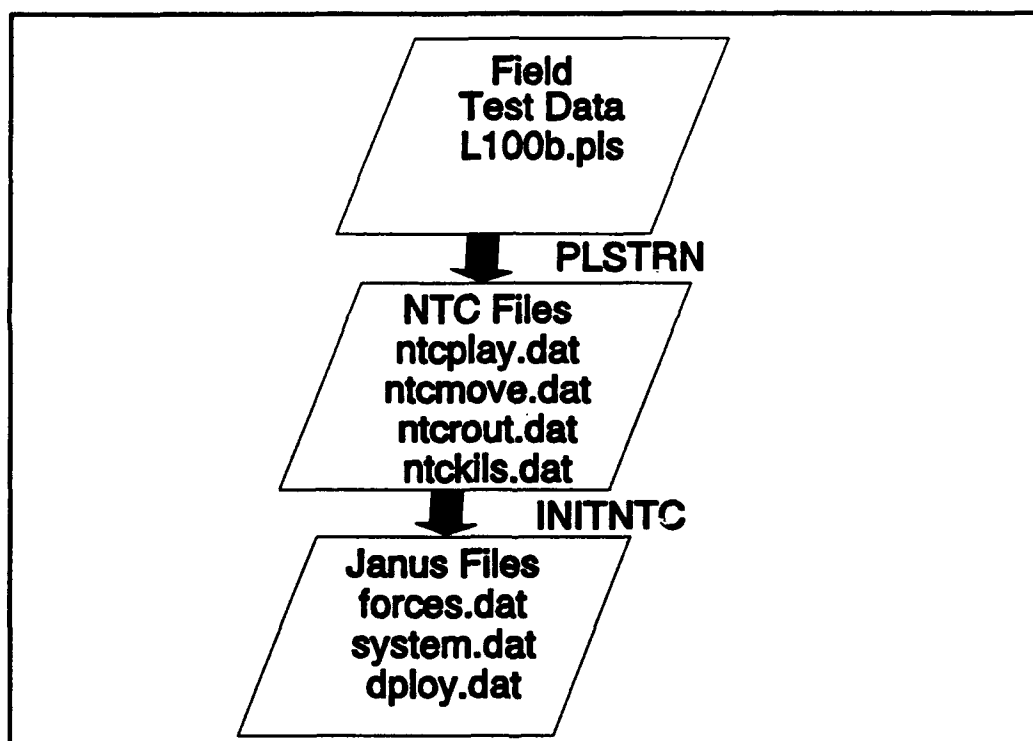 Field
Test Data
L100b.pls
PLSTRN
NTC Files
ntcplay.dat
ntcmove.dat
ntcrout.dat
ntckils.dat
INITNTC
Janus Files
forces.dat
system.dat
dploy.dat